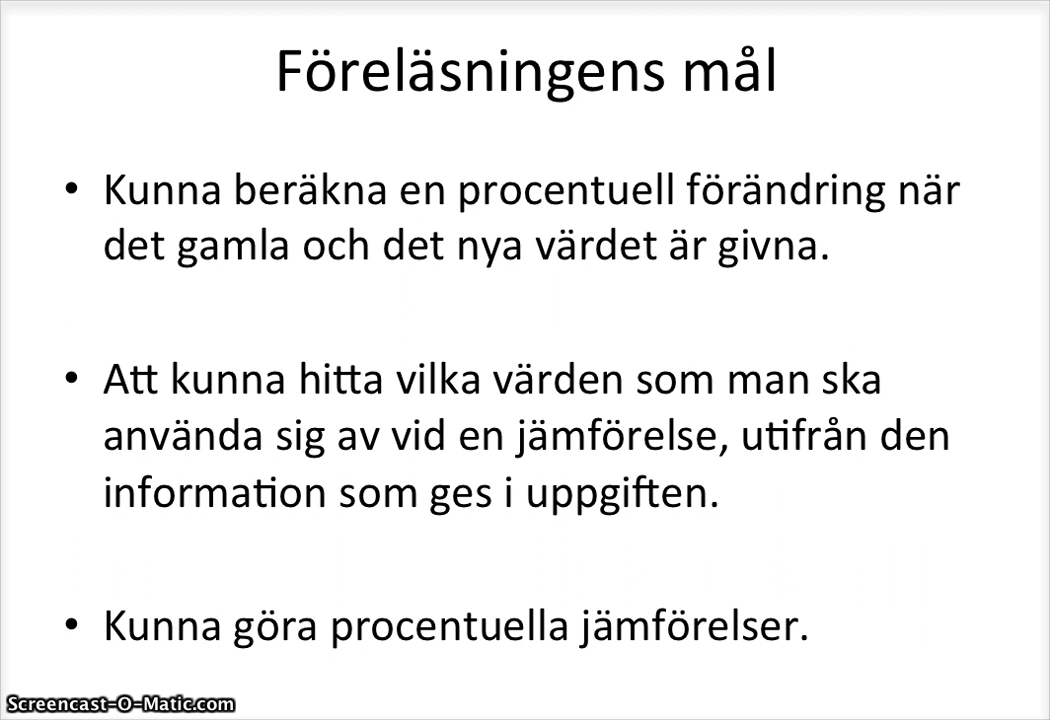 Föreläsningens mål
• Kunna beräkna en procentuell förändring när
det gamla och det nya värdet är givna.
• Att kunna hitta vilka värden som man ska
använda sig av vid en jämförelse, utifrån den
information som ges i uppgiften.
• Kunna göra procentuella jämförelser.
Screencast-O-Matic.com